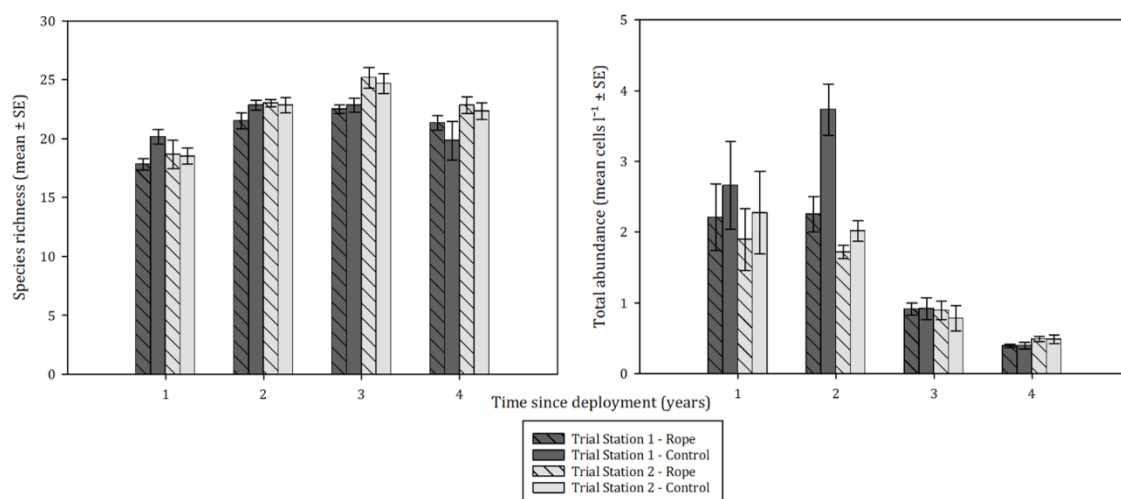 30
25
20
15
10
5
0
Species richness (mean ± SE)
1 2 3 4
5
4
3
2
1
0
Total abundance (mean cells l⁻¹ ± SE)
1 2 3 4
Time since deployment (years)
Trial Station 1 - Rope
Trial Station 1 - Control
Trial Station 2 - Rope
Trial Station 2 - Control